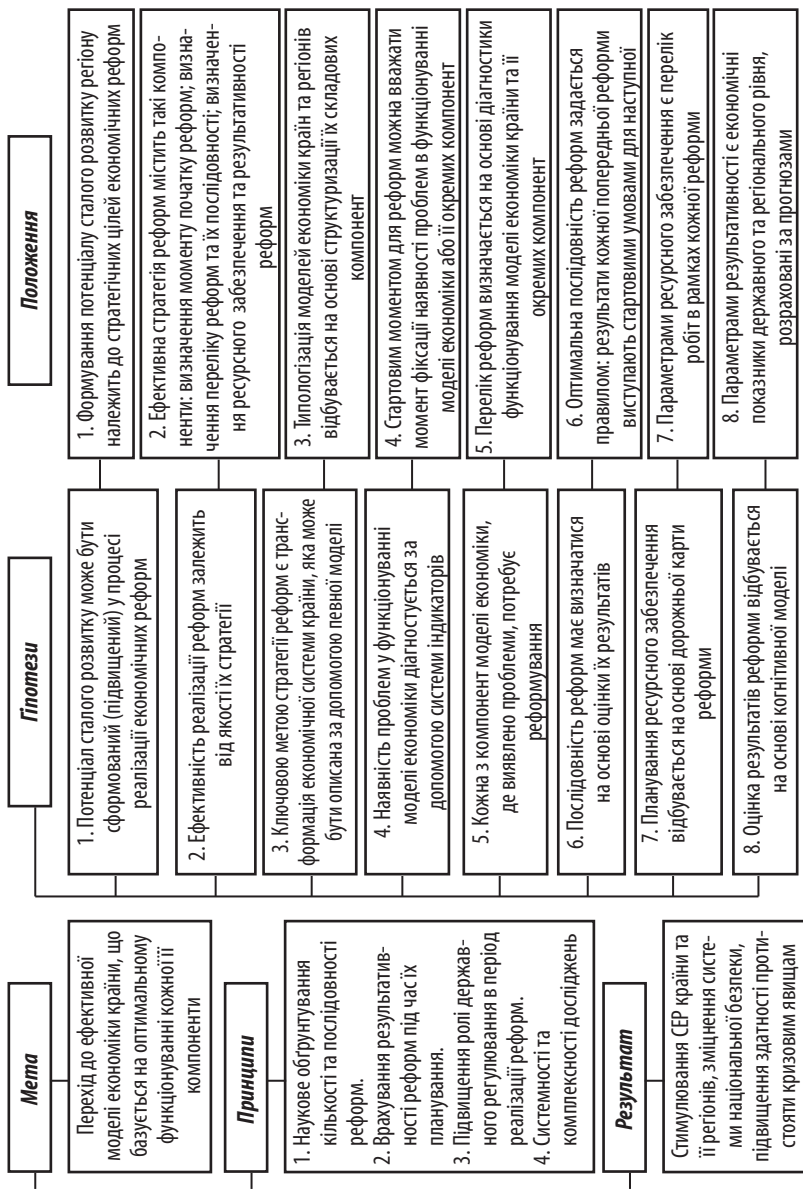 Мета
Перехід до ефективної
моделі економіки країни, що
базується на оптимальному
функціонуванні кожної її
компоненти
Принципи
1. Наукове обґрунтування
кількості та послідовності
реформ.
2. Врахування результатив-
ності реформ під час їх
планування.
3. Підвищення ролі держав-
ного регулювання в період
реалізації реформ.
4. Системності та
комплексності досліджень
Результат
Стимулювання СЕР країни та
її регіонів, зміцнення систе-
ми національної безпеки,
підвищення здатності проти-
стояти кризовим явищам
Гіпотези
1. Потенціал сталого розвитку може бути
сформований (підвищений) у процесі
реалізації економічних реформ
2. Ефективність реалізації реформ залежить
від якості їх стратегії
3. Ключовою метою стратегії реформ є транс-
формація економічної системи країни, яка може
бути описана за допомогою певної моделі
4. Наявність проблем у функціонуванні
моделі економіки діагностується за
допомогою системи індикаторів
5. Кожна з компонент моделі економіки,
де виявлено проблеми, потребує
реформування
6. Послідовність реформ має визначатися
на основі оцінки їх результатів
7. Планування ресурсного забезпечення
відбувається на основі дорожньої карти
реформи
8. Оцінка результатів реформи відбувається
на основі когнітивної моделі
Положення
1. Формування потенціалу сталого розвитку регіону
належить до стратегічних цілей економічних реформ
2. Ефективна стратегія реформ містить такі компо-
ненти: визначення моменту початку реформ; визна-
чення переліку реформ та їх послідовності; визначен-
ня ресурсного забезпечення та результативності
реформ
3. Типологізація моделей економіки країн та регіонів
відбувається на основі структуризації їх складових
компонент
4. Стартовим моментом для реформ можна вважати
момент фіксації наявності проблем в функціонуванні
моделі економіки або її окремих компонент
5. Перелік реформ визначається на основі діагностики
функціонування моделі економіки країни та її
окремих компонент
6. Оптимальна послідовність реформ задається
правилом: результати кожної попередньої реформи
виступають стартовими умовами для наступної
7. Параметрами ресурсного забезпечення є перелік
робіт в рамках кожної реформи
8. Параметрами результативності є економічні
показники державного та регіонального рівня,
розраховані за прогнозами